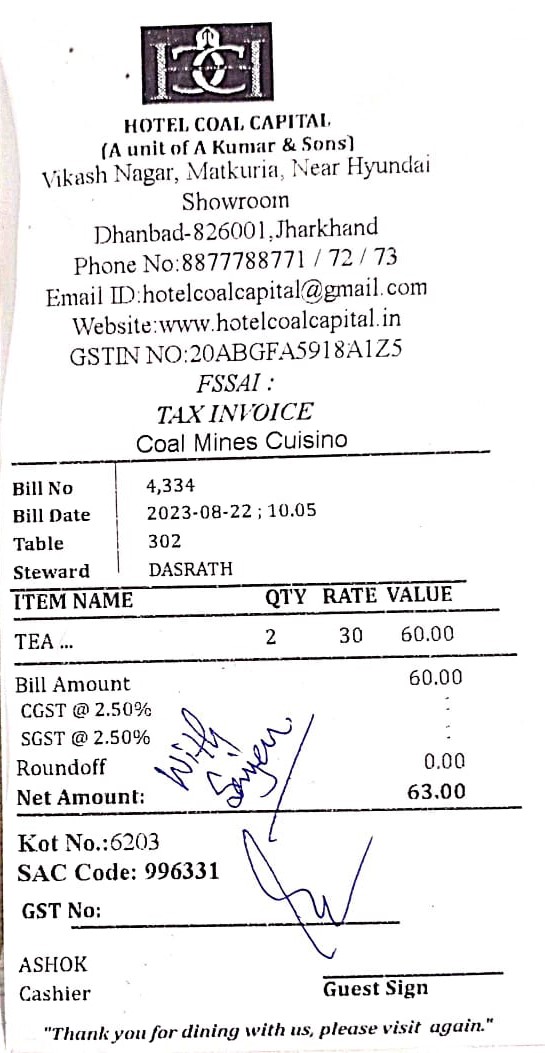 HOTEL COAL CAPITAL
(A unit of A Kumar & Sons)
Vikash Nagar, Matkuria, Near Hyundai
Showroom
Dhanbad-826001,Jharkhand
Phone No:8877788771 / 72 / 73
Email ID:hotelcoalcapital@gmail.com
Website:www.hotelcoalcapital.in
GSTIN NO:20ABGFA5918A1Z5
FSSAI :
TAX INVOICE
Coal Mines Cuisino
Bill No 4,334
Bill Date 2023-08-22 ; 10.05
Table 302
Steward DASRATH
ITEM NAME QTY RATE VALUE
TEA ... 2 30 60.00
Bill Amount 60.00
CGST @ 2.50% :
SGST @ 2.50% :
Roundoff 0.00
Net Amount: 63.00
Kot No.:6203
SAC Code: 996331
GST No:
ASHOK
Cashier
Guest Sign
"Thank you for dining with us, please visit again."